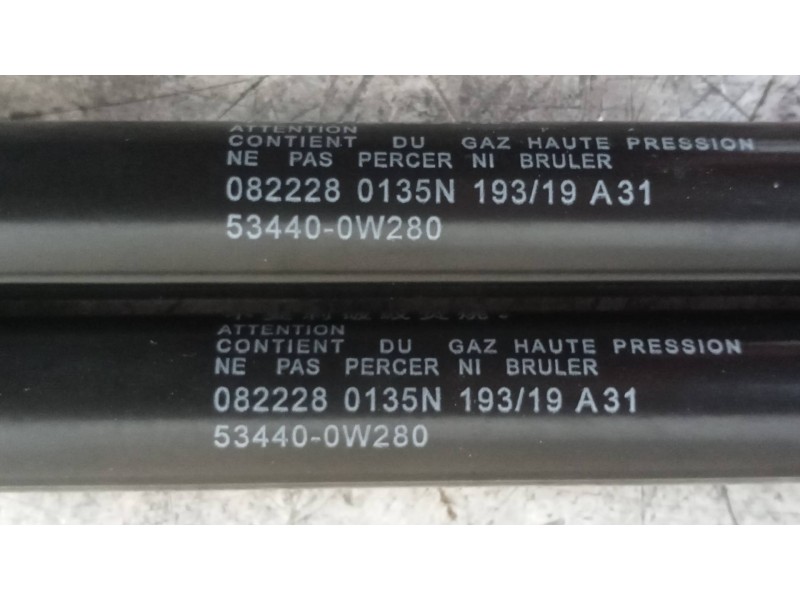 ATTENTION
CONTIENT DU GAZ HAUTE PRESSION
NE PAS PERCER NI BRULER
082228 0135N 193/19 A31
53440-0W280
ATTENTION
CONTIENT DU GAZ HAUTE PRESSION
NE PAS PERCER NI BRULER
082228 0135N 193/19 A31
53440-0W280